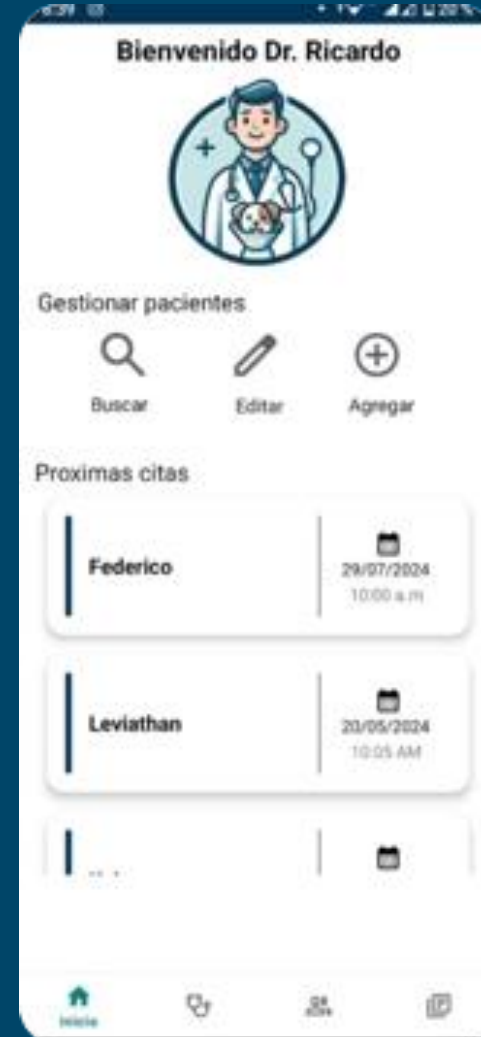 Bienvenido Dr. Ricardo
Gestionar pacientes
Buscar Editar Agregar
Proximas citas
Federico
29/07/2024
10:00 a.m
Leviathan
20/05/2024
10:05 AM
Inicio